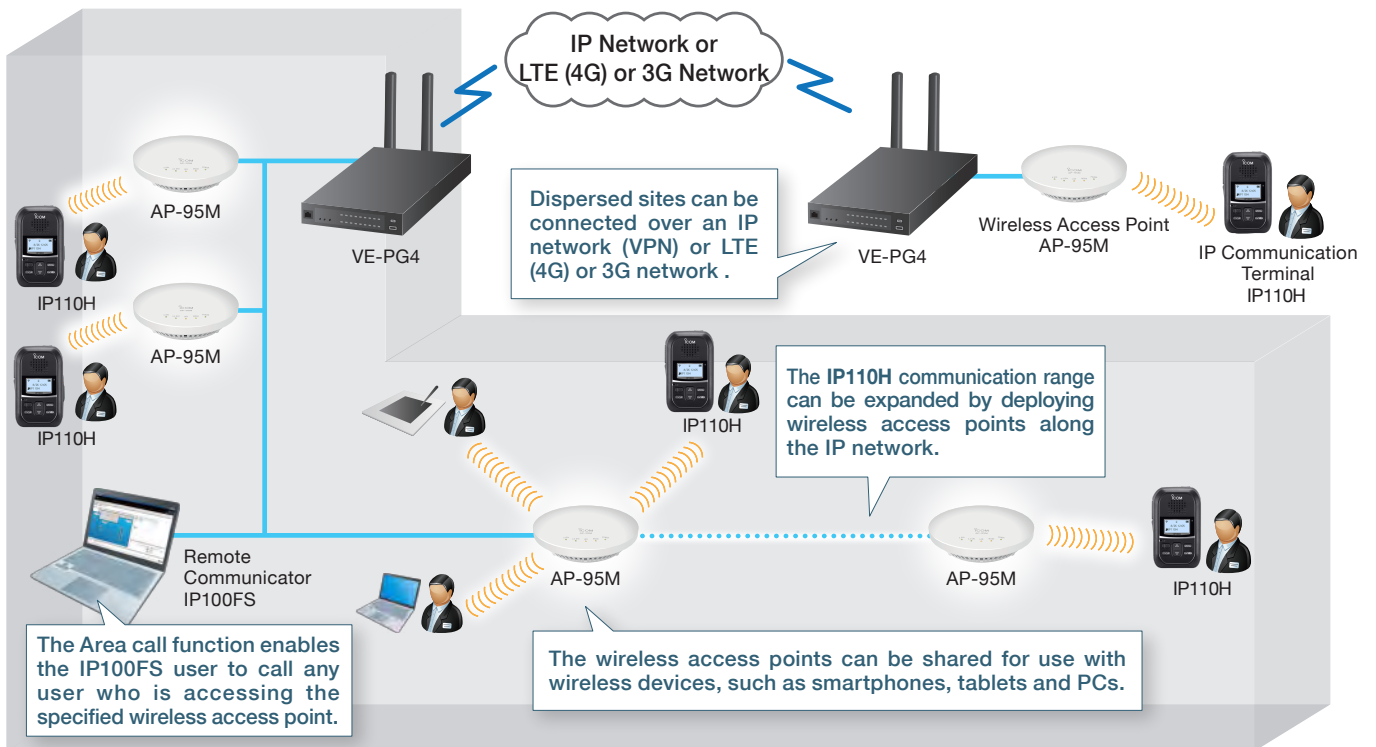 IP Network or
LTE (4G) or 3G Network
AP-95M
VE-PG4
IP110H
AP-95M
IP110H
Dispersed sites can be
connected over an IP
network (VPN) or LTE
(4G) or 3G network .
VE-PG4
Wireless Access Point
AP-95M
IP Communication
Terminal
IP110H
IP110H
The IP110H communication range
can be expanded by deploying
wireless access points along
the IP network.
Remote
Communicator
IP100FS
AP-95M
AP-95M
IP110H
The Area call function enables
the IP100FS user to call any
user who is accessing the
specified wireless access point.
The wireless access points can be shared for use with
wireless devices, such as smartphones, tablets and PCs.